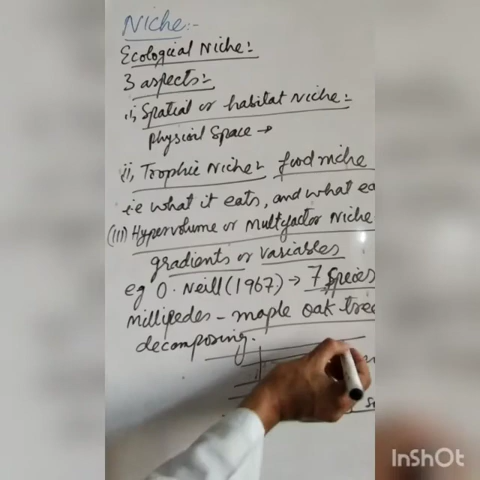 Niche:-
Ecological Niche:-
3 aspects:-
i, Spatial or habitat Niche:-
physical Space →
ii, Trophic Niche:- food niche
i.e what it eats, and what ea
(III) Hypervolume or Multifactor Niche
gradients or variables
eg O. Neill (1967) → 7 Species
Millipedes - maple oak tree
decomposing.
InShOt